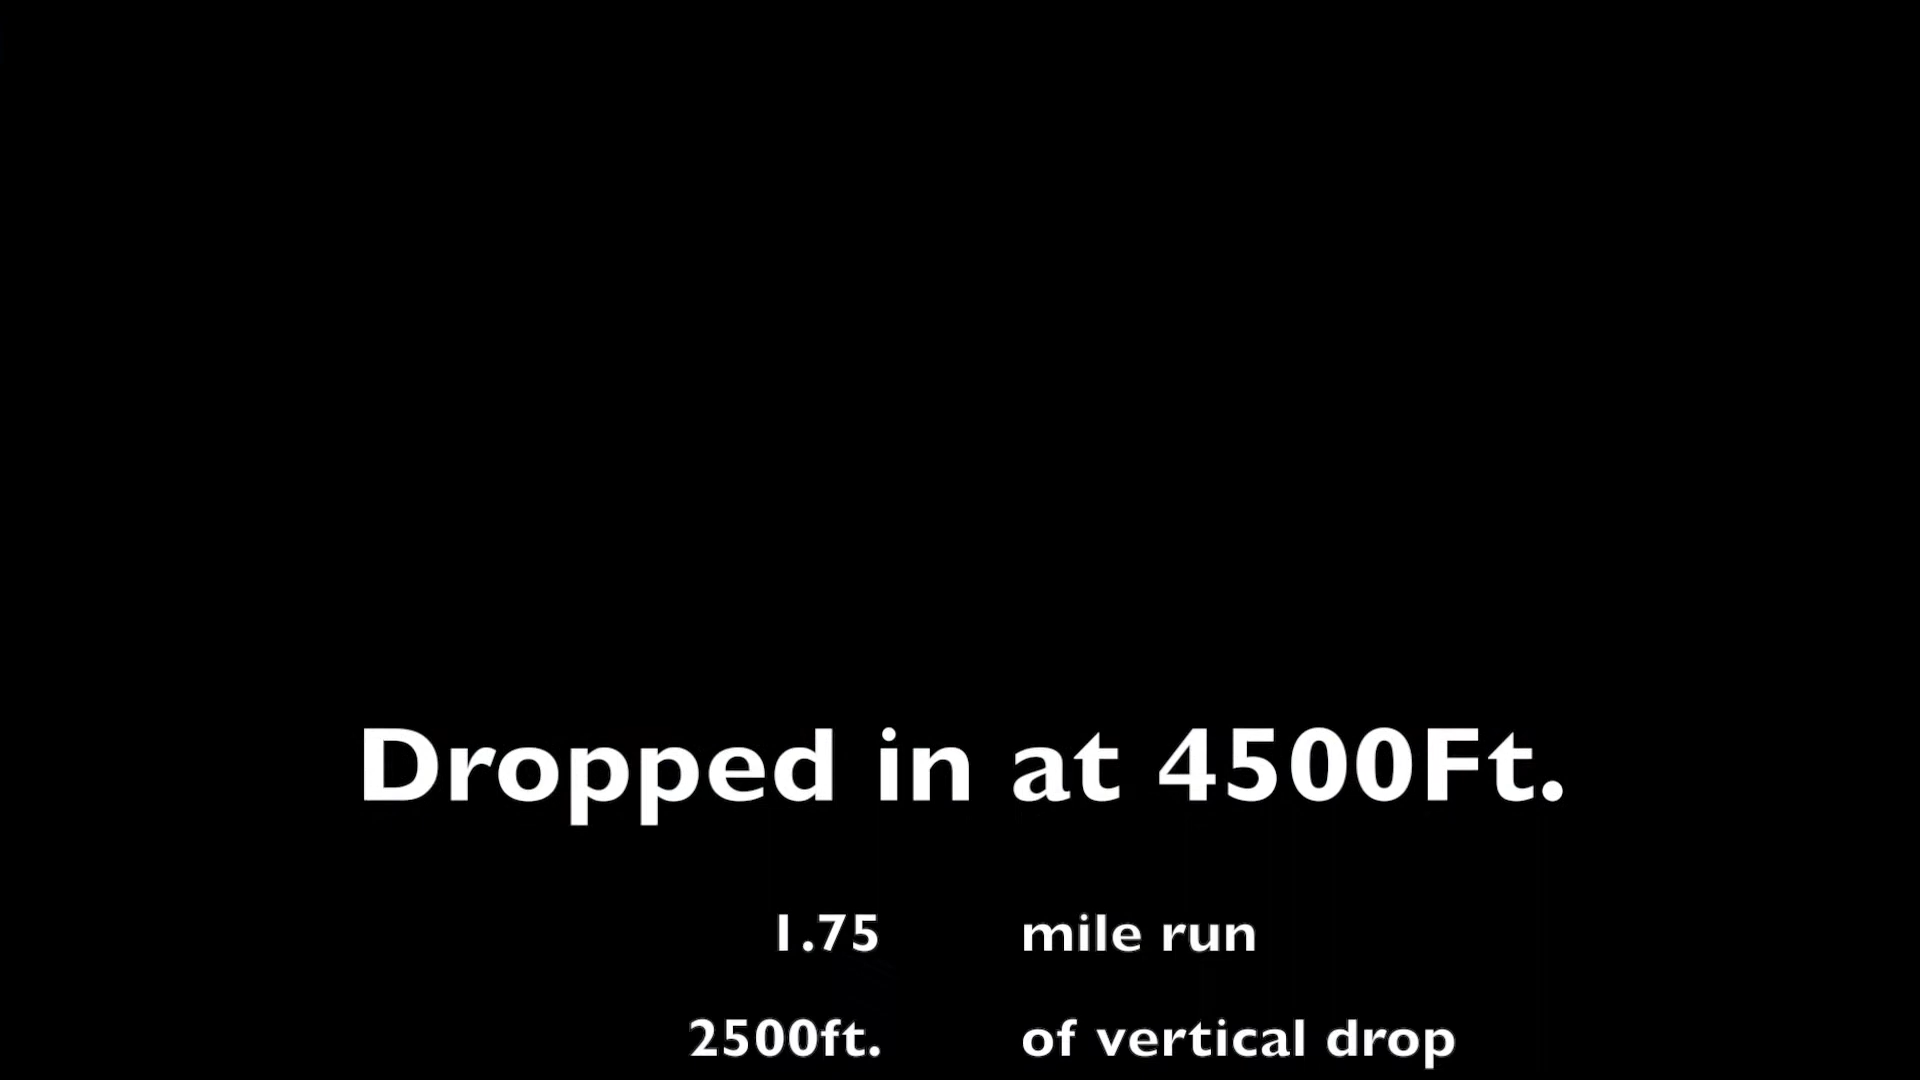 Dropped in at 4500Ft.
1.75 mile run
2500ft. of vertical drop